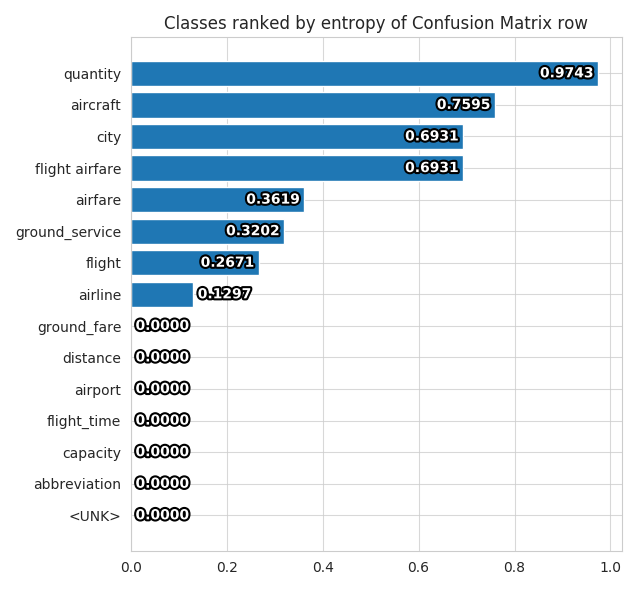 Classes ranked by entropy of Confusion Matrix row
quantity 0.9743
aircraft 0.7595
city 0.6931
flight airfare 0.6931
airfare 0.3619
ground_service 0.3202
flight 0.2671
airline 0.1297
ground_fare 0.0000
distance 0.0000
airport 0.0000
flight_time 0.0000
capacity 0.0000
abbreviation 0.0000
<UNK> 0.0000
0.0 0.2 0.4 0.6 0.8 1.0